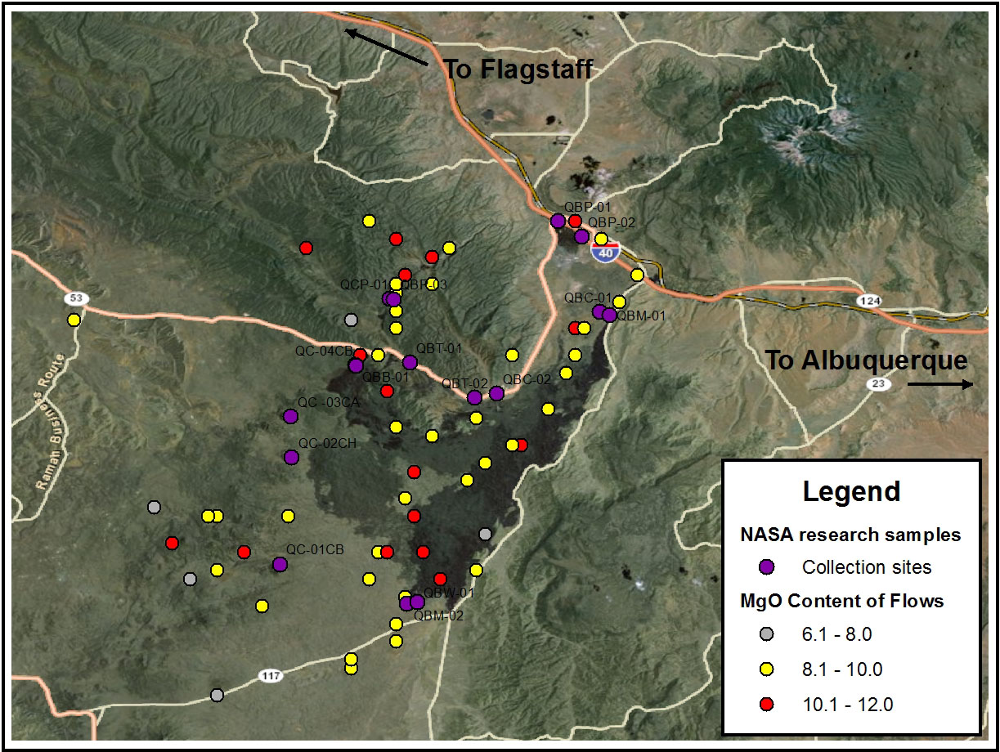 To Flagstaff
QBP-01
QBP-02
40
QCP-01
QBP-03
53
QBC-01
QBM-01
124
QC-04CB
QBT-01
QBB-01
QBT-02
QBC-02
To Albuquerque
23
QC -03CA
QC-02CH
Ramah Business Route
QC-01CB
QBW-01
QBM-02
117
Legend
NASA research samples
Collection sites
MgO Content of Flows
6.1 - 8.0
8.1 - 10.0
10.1 - 12.0